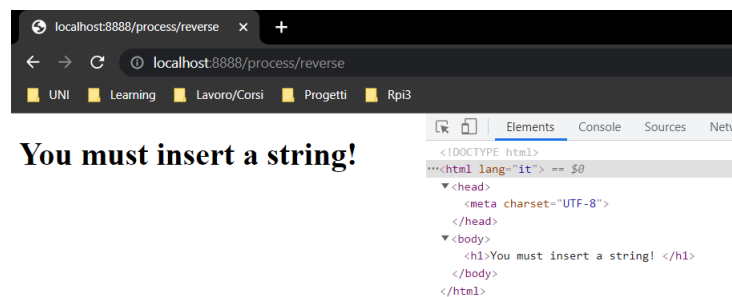 localhost:8888/process/reverse × +
localhost:8888/process/reverse
UNI Learning Lavoro/Corsi Progetti Rpi3
Elements Console Sources Netw
You must insert a string!
<!DOCTYPE html>
···<html lang="it"> == $0
▼<head>
<meta charset="UTF-8">
</head>
▼<body>
<h1>You must insert a string! </h1>
</body>
</html>